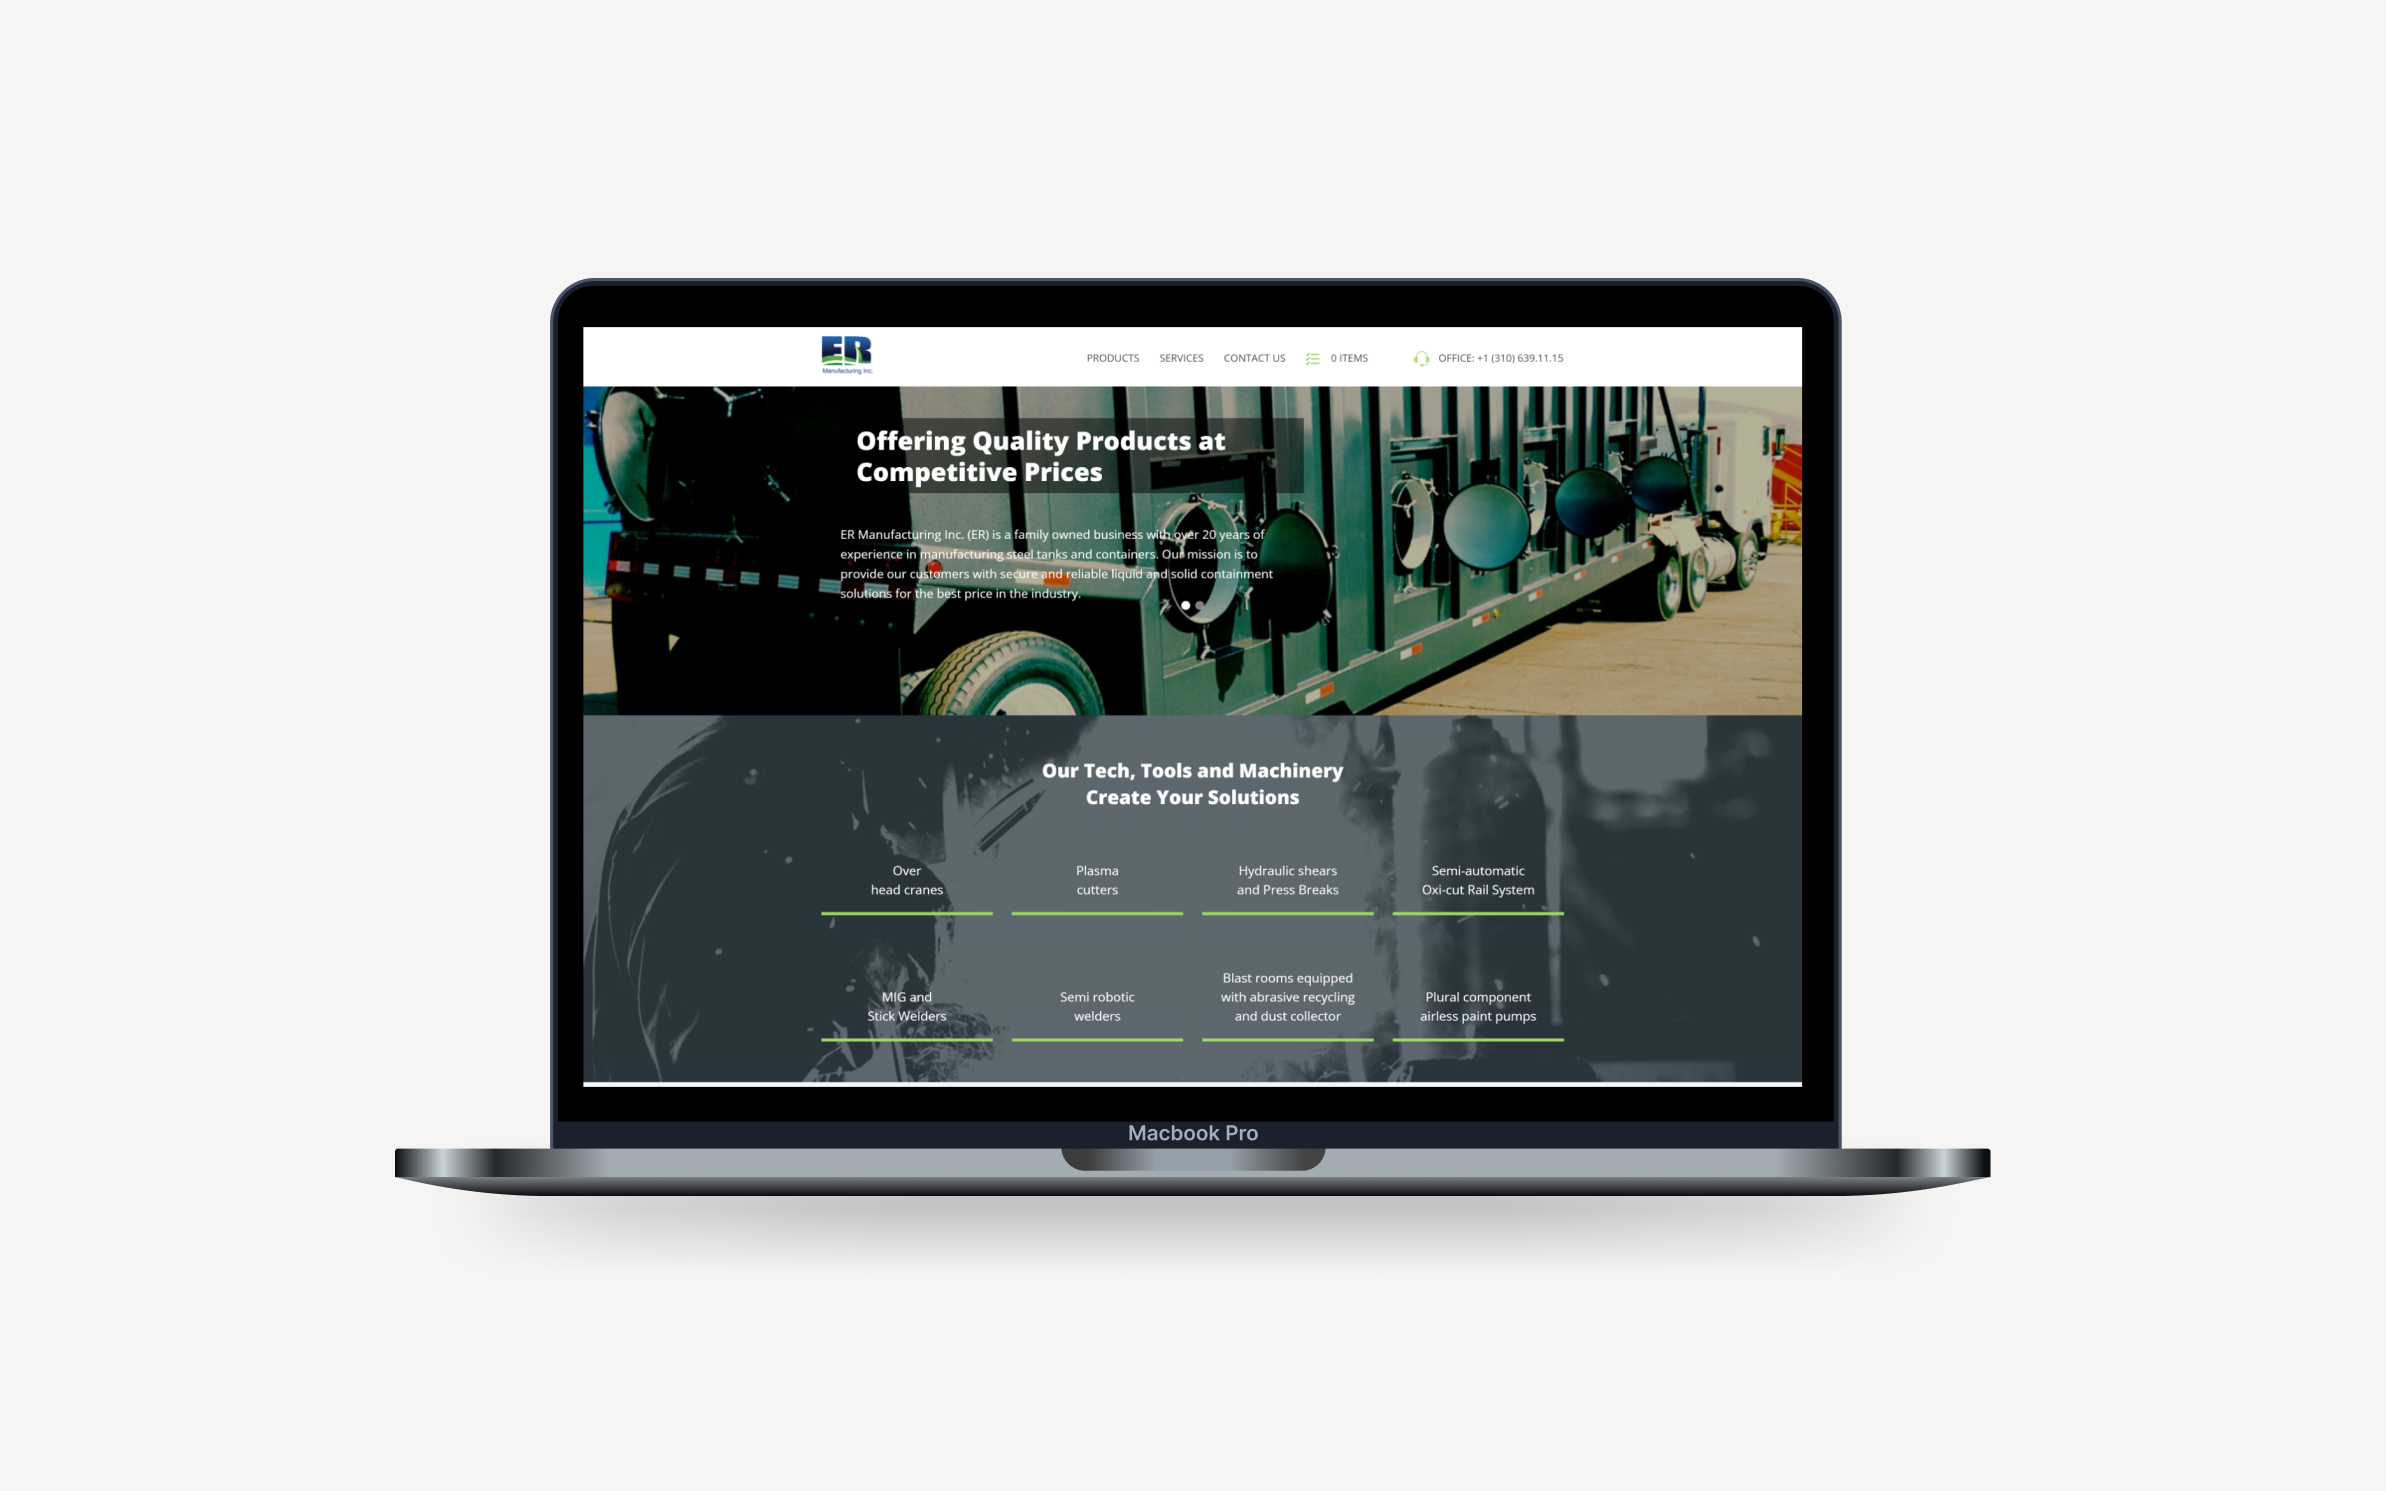 ER
Manufacturing Inc.
PRODUCTS SERVICES CONTACT US 0 ITEMS OFFICE: +1 (310) 639.11.15
Offering Quality Products at
Competitive Prices
ER Manufacturing Inc. (ER) is a family owned business with over 20 years of
experience in manufacturing steel tanks and containers. Our mission is to
provide our customers with secure and reliable liquid and solid containment
solutions for the best price in the industry.
Our Tech, Tools and Machinery
Create Your Solutions
Over
head cranes
Plasma
cutters
Hydraulic shears
and Press Breaks
Semi-automatic
Oxi-cut Rail System
MIG and
Stick Welders
Semi robotic
welders
Blast rooms equipped
with abrasive recycling
and dust collector
Plural component
airless paint pumps
Macbook Pro